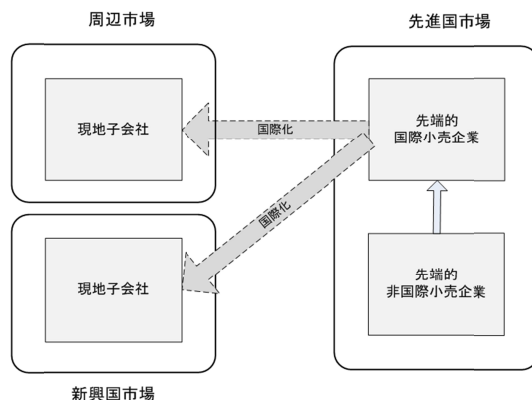 周辺市場
先進国市場
現地子会社
国際化
先端的
国際小売企業
国際化
現地子会社
先端的
非国際小売企業
新興国市場